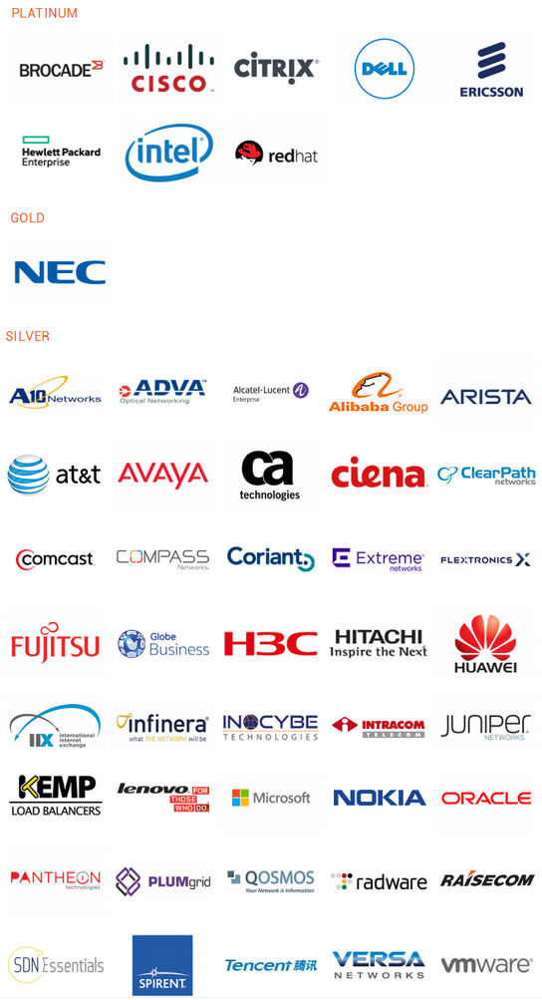 PLATINUM
BROCADE
CISCO
CiTRIX
DELL
ERICSSON
Hewlett Packard
Enterprise
intel
redhat
GOLD
NEC
SILVER
A10 Networks
ADVA
Optical Networking
Alcatel-Lucent
Enterprise
Alibaba Group
ARISTA
at&t
AVAYA
ca
technologies
ciena
ClearPath
networks
comcast
COMPASS
Networks
Coriant
Extreme
networks
FLEXTRONICS
FUJITSU
Globe
Business
H3C
HITACHI
Inspire the Next
HUAWEI
IIX international
internet
exchange
infinera
what THE NETWORK will be
INOCYBE
TECHNOLOGIES
INTRACOM
TELECOM
JUNIPER
NETWORKS
KEMP
LOAD BALANCERS
lenovo FOR
THOSE
WHO DO.
Microsoft
NOKIA
ORACLE
PANTHEON
technologies
PLUMgrid
QOSMOS
Your Network is Information
radware
RAISECOM
SDN Essentials
SPIRENT
Tencent 腾讯
VERSA
NETWORKS
vmware